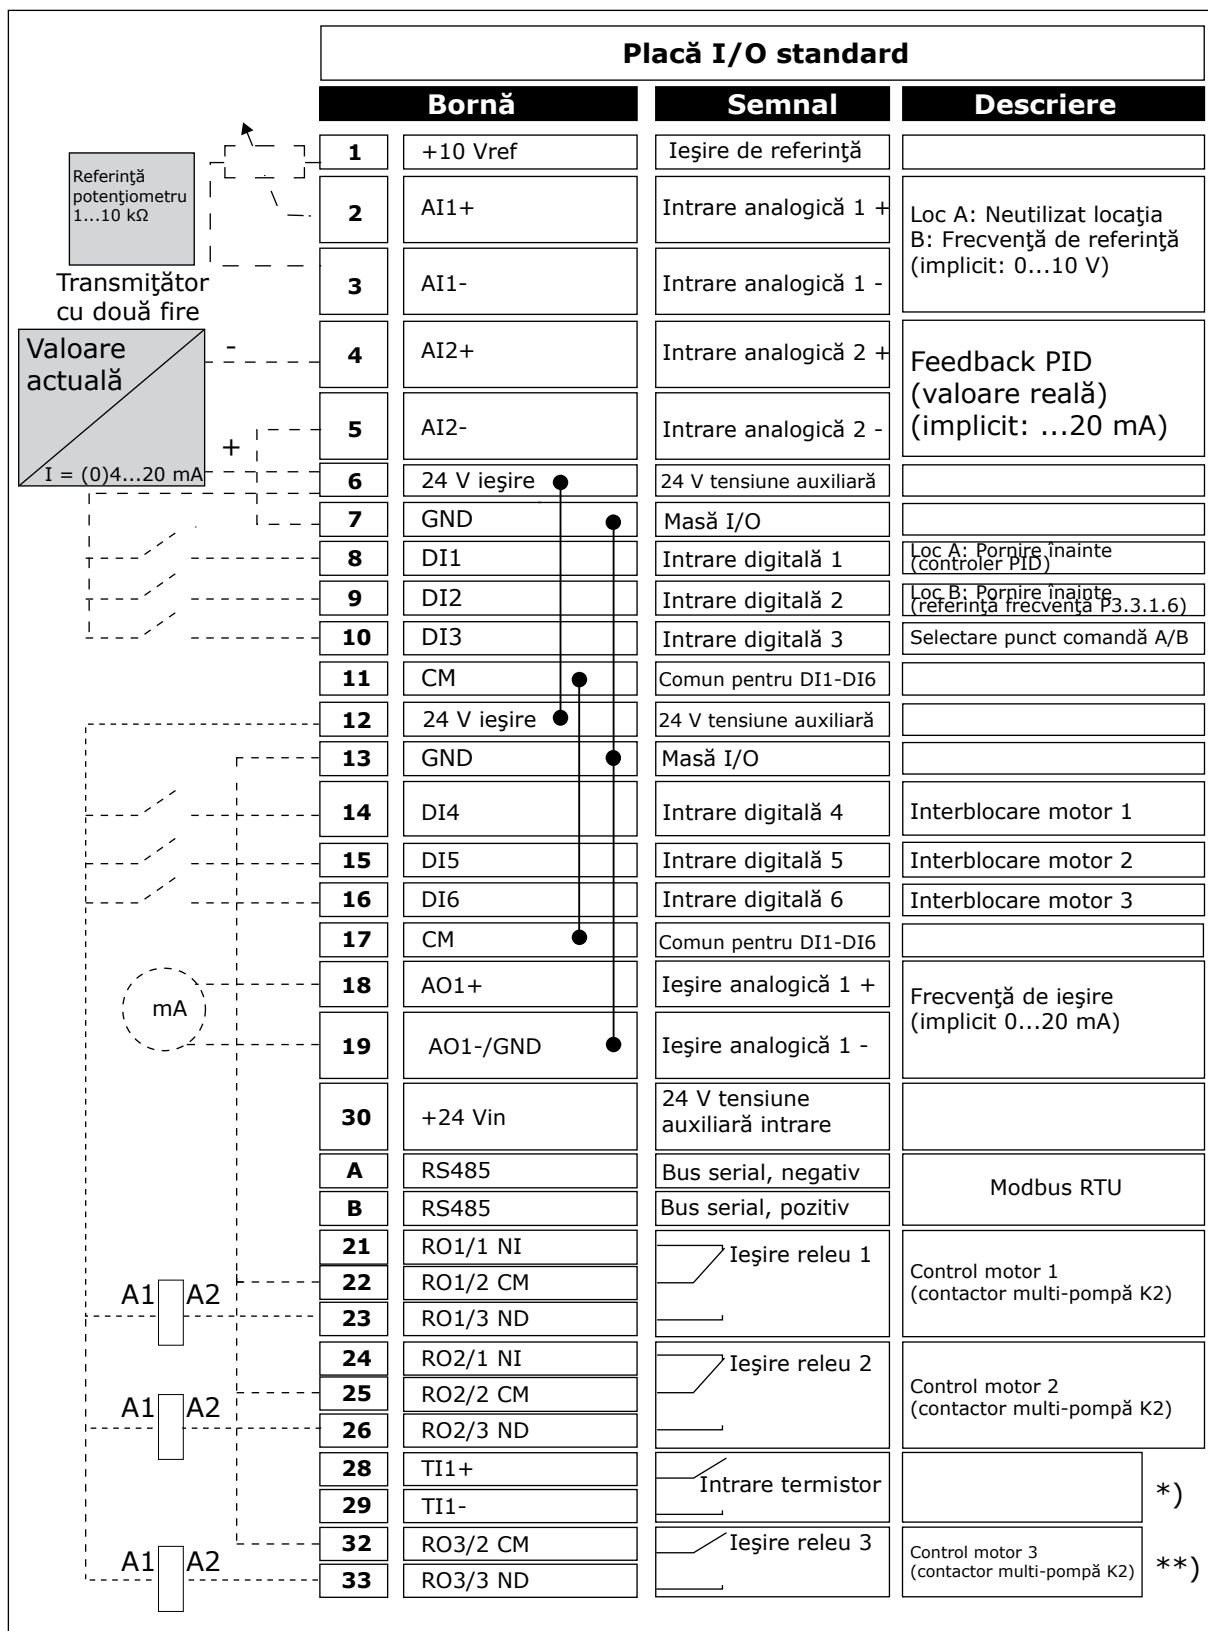 Placă I/O standard
Bornă Semnal Descriere
Referinţă
potenţiometru
1...10 kΩ
1 +10 Vref Ieşire de referinţă
2 AI1+ Intrare analogică 1 +
3 AI1- Intrare analogică 1 -
Loc A: Neutilizat locaţia
B: Frecvenţă de referinţă
(implicit: 0...10 V)
Transmiţător
cu două fire
Valoare
actuală
-
+
I = (0)4...20 mA
4 AI2+ Intrare analogică 2 +
5 AI2- Intrare analogică 2 -
Feedback PID
(valoare reală)
(implicit: ...20 mA)
6 24 V ieşire 24 V tensiune auxiliară
7 GND Masă I/O
8 DI1 Intrare digitală 1
Loc A: Pornire înainte
(controler PID)
9 DI2 Intrare digitală 2
Loc B: Pornire înainte
(referinţă frecvenţă P3.3.1.6)
10 DI3 Intrare digitală 3 Selectare punct comandă A/B
11 CM Comun pentru DI1-DI6
12 24 V ieşire 24 V tensiune auxiliară
13 GND Masă I/O
14 DI4 Intrare digitală 4 Interblocare motor 1
15 DI5 Intrare digitală 5 Interblocare motor 2
16 DI6 Intrare digitală 6 Interblocare motor 3
17 CM Comun pentru DI1-DI6
mA
18 AO1+ Ieşire analogică 1 +
19 AO1-/GND Ieşire analogică 1 -
Frecvenţă de ieşire
(implicit 0...20 mA)
30 +24 Vin
24 V tensiune
auxiliară intrare
A RS485 Bus serial, negativ
B RS485 Bus serial, pozitiv
Modbus RTU
21 RO1/1 NI
22 RO1/2 CM
23 RO1/3 ND
Ieşire releu 1
Control motor 1
(contactor multi-pompă K2)
A1 A2
24 RO2/1 NI
25 RO2/2 CM
26 RO2/3 ND
Ieşire releu 2
Control motor 2
(contactor multi-pompă K2)
A1 A2
28 TI1+
29 TI1-
Intrare termistor
*)
32 RO3/2 CM
33 RO3/3 ND
Ieşire releu 3
Control motor 3
(contactor multi-pompă K2)
**)
A1 A2